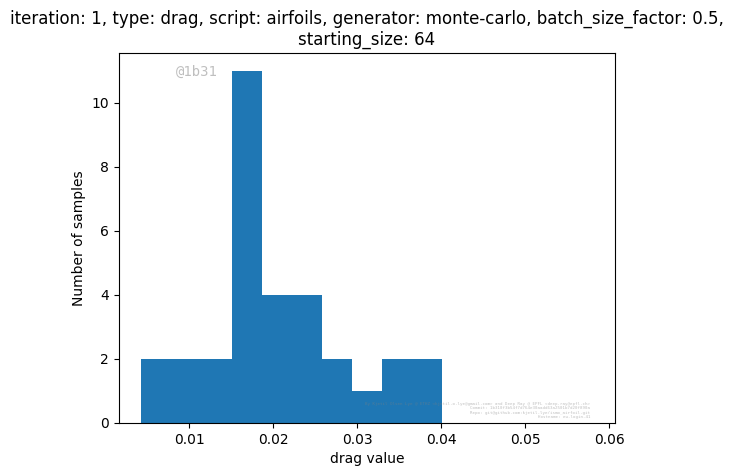 iteration: 1, type: drag, script: airfoils, generator: monte-carlo, batch_size_factor: 0.5,
starting_size: 64
@1b31
10
8
6
4
2
0
Number of samples
0.01 0.02 0.03 0.04 0.05 0.06
drag value